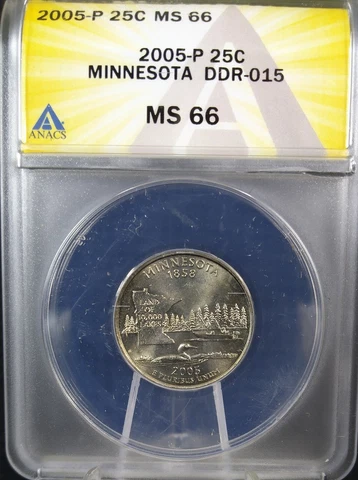 2005-P 25C MS 66
2005-P 25C
MINNESOTA DDR-015
MS 66
ANACS
MINNESOTA
1858
LAND
OF
10,000
LAKES
2005
E PLURIBUS UNUM